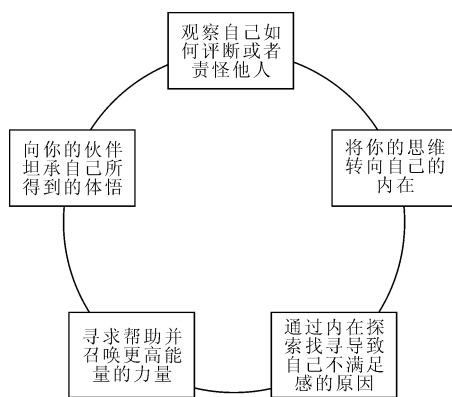 观察自己如
何评断或者
责怪他人
将你的思维
转向自己的
内在
通过内在探
索找寻导致
自己不满足
感的原因
寻求帮助并
召唤更高能
量的力量
向你的伙伴
坦承自己所
得到的体悟